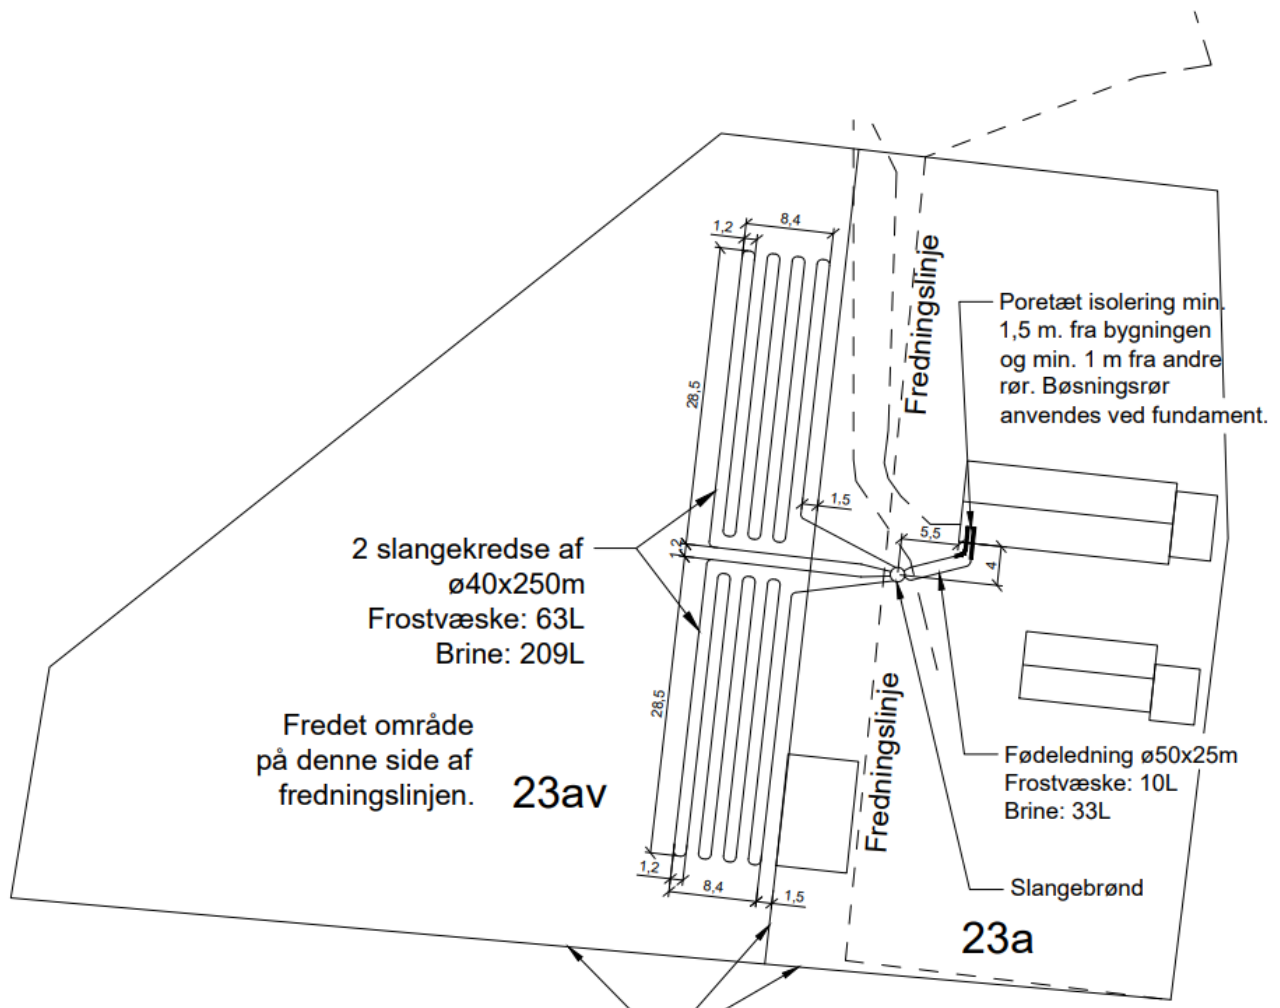 8,4
1,2
Fredningslinje
Poretæt isolering min.
1,5 m. fra bygningen
og min. 1 m fra andre
rør. Bøsningsrør
anvendes ved fundament.
28,5
1,5
5,5
4
1,2
2 slangekredse af
ø40x250m
Frostvæske: 63L
Brine: 209L
28,5
Fredet område
på denne side af
fredningslinjen.
23av
Fredningslinje
Fødeledning ø50x25m
Frostvæske: 10L
Brine: 33L
1,2
8,4
1,5
Slangebrønd
23a